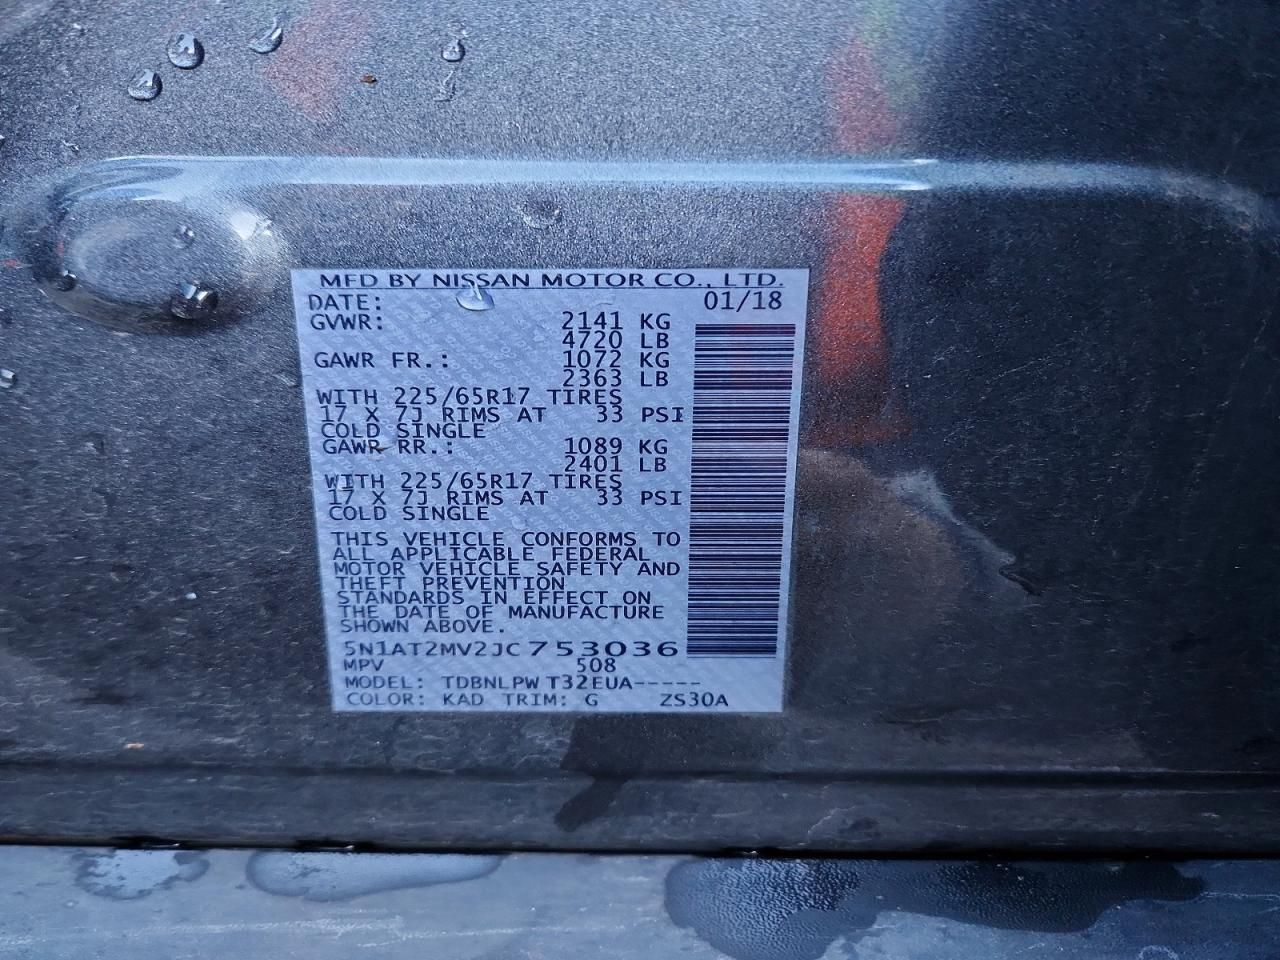 MFD BY NISSAN MOTOR CO., LTD.
DATE: 01/18
GVWR: 2141 KG
4720 LB
GAWR FR.: 1072 KG
2363 LB
WITH 225/65R17 TIRES
17 X 7J RIMS AT 33 PSI
COLD SINGLE
GAWR RR.: 1089 KG
2401 LB
WITH 225/65R17 TIRES
17 X 7J RIMS AT 33 PSI
COLD SINGLE
THIS VEHICLE CONFORMS TO
ALL APPLICABLE FEDERAL
MOTOR VEHICLE SAFETY AND
THEFT PREVENTION
STANDARDS IN EFFECT ON
THE DATE OF MANUFACTURE
SHOWN ABOVE.
5N1AT2MV2JC753036
MPV 508
MODEL: TDBNLPW T32EUA-----
COLOR: KAD TRIM: G ZS30A